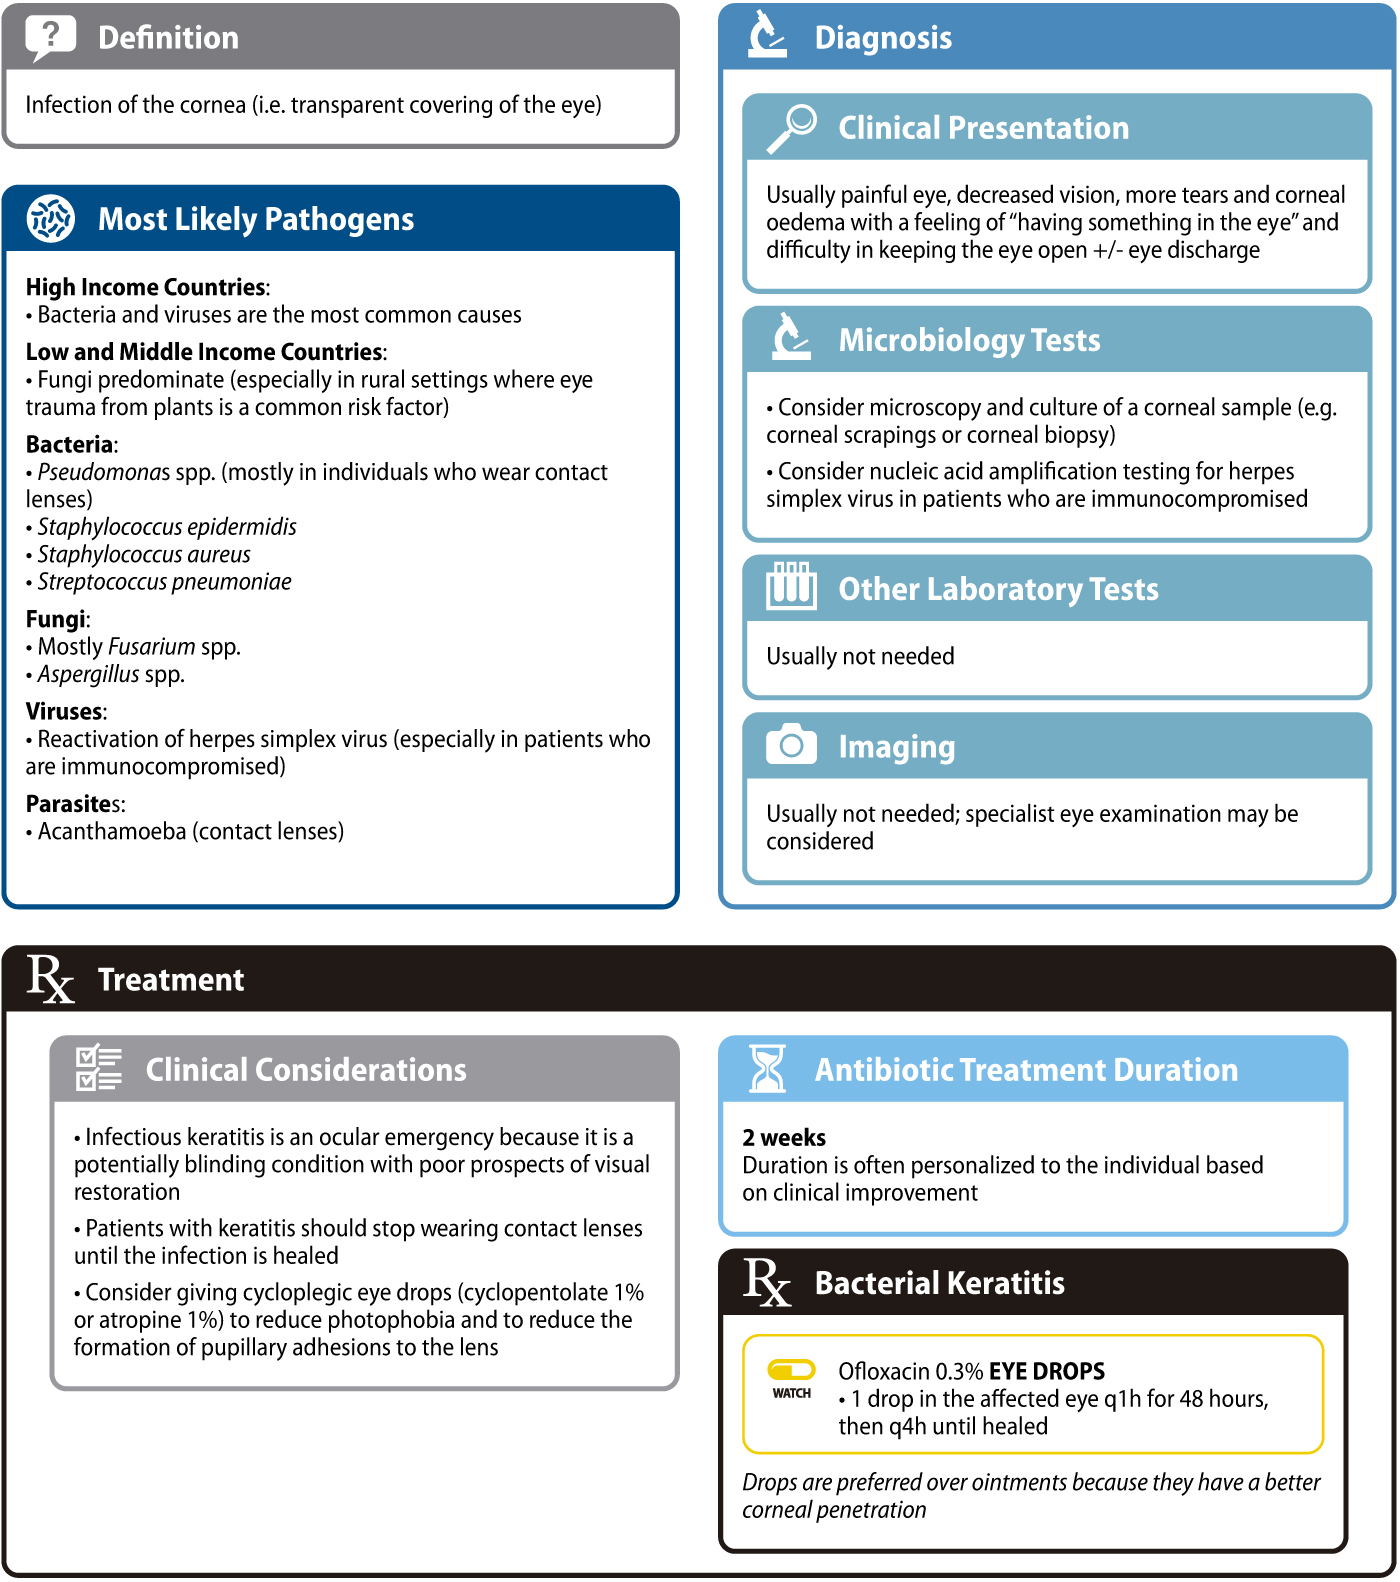 Definition
Infection of the cornea (i.e. transparent covering of the eye)
Most Likely Pathogens
High Income Countries:
• Bacteria and viruses are the most common causes
Low and Middle Income Countries:
• Fungi predominate (especially in rural settings where eye
trauma from plants is a common risk factor)
Bacteria:
• Pseudomonas spp. (mostly in individuals who wear contact
lenses)
• Staphylococcus epidermidis
• Staphylococcus aureus
• Streptococcus pneumoniae
Fungi:
• Mostly Fusarium spp.
• Aspergillus spp.
Viruses:
• Reactivation of herpes simplex virus (especially in patients who
are immunocompromised)
Parasites:
• Acanthamoeba (contact lenses)
Diagnosis
Clinical Presentation
Usually painful eye, decreased vision, more tears and corneal
oedema with a feeling of “having something in the eye” and
difficulty in keeping the eye open +/- eye discharge
Microbiology Tests
• Consider microscopy and culture of a corneal sample (e.g.
corneal scrapings or corneal biopsy)
• Consider nucleic acid amplification testing for herpes
simplex virus in patients who are immunocompromised
Other Laboratory Tests
Usually not needed
Imaging
Usually not needed; specialist eye examination may be
considered
Rx Treatment
Clinical Considerations
• Infectious keratitis is an ocular emergency because it is a
potentially blinding condition with poor prospects of visual
restoration
• Patients with keratitis should stop wearing contact lenses
until the infection is healed
• Consider giving cycloplegic eye drops (cyclopentolate 1%
or atropine 1%) to reduce photophobia and to reduce the
formation of pupillary adhesions to the lens
Antibiotic Treatment Duration
2 weeks
Duration is often personalized to the individual based
on clinical improvement
Rx Bacterial Keratitis
WATCH
Ofloxacin 0.3% EYE DROPS
• 1 drop in the affected eye q1h for 48 hours,
then q4h until healed
Drops are preferred over ointments because they have a better
corneal penetration